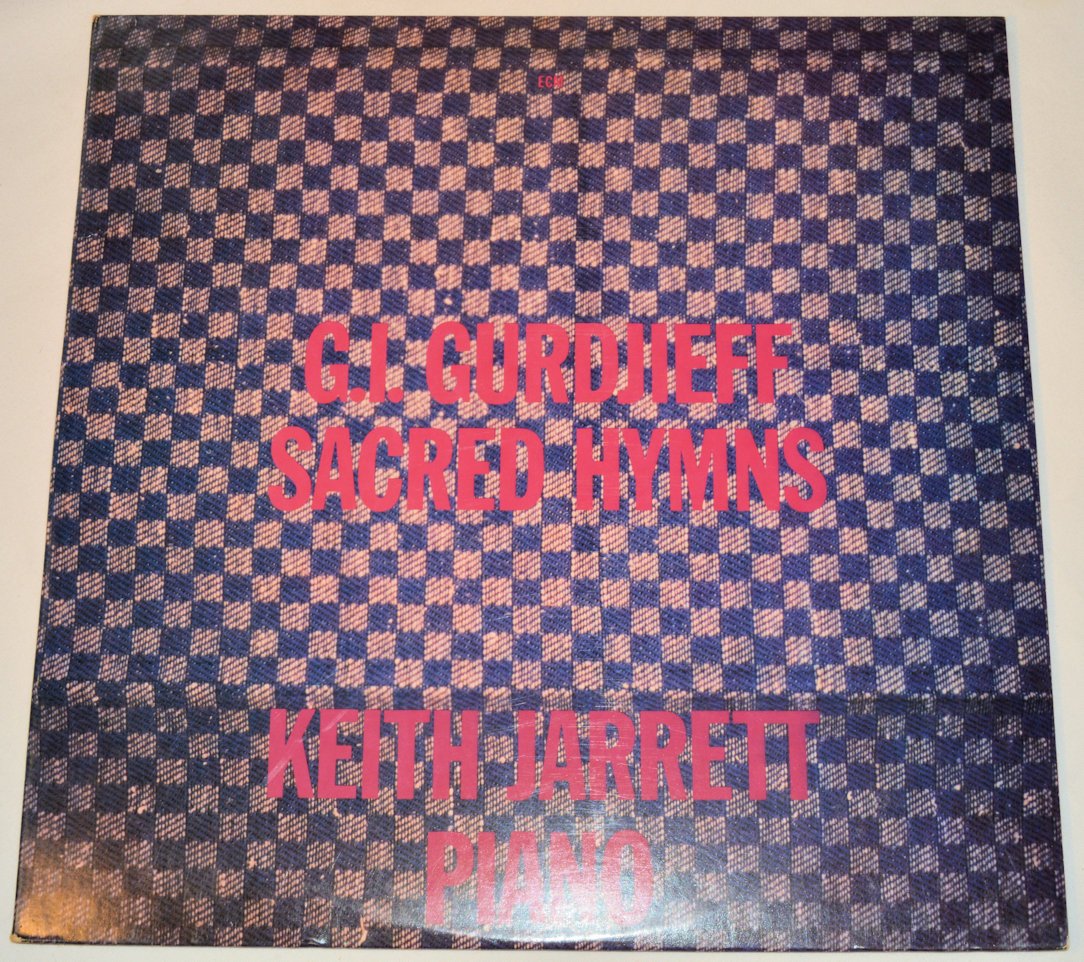 ECM
G.I. GURDJIEFF
SACRED HYMNS
KEITH JARRETT
PIANO